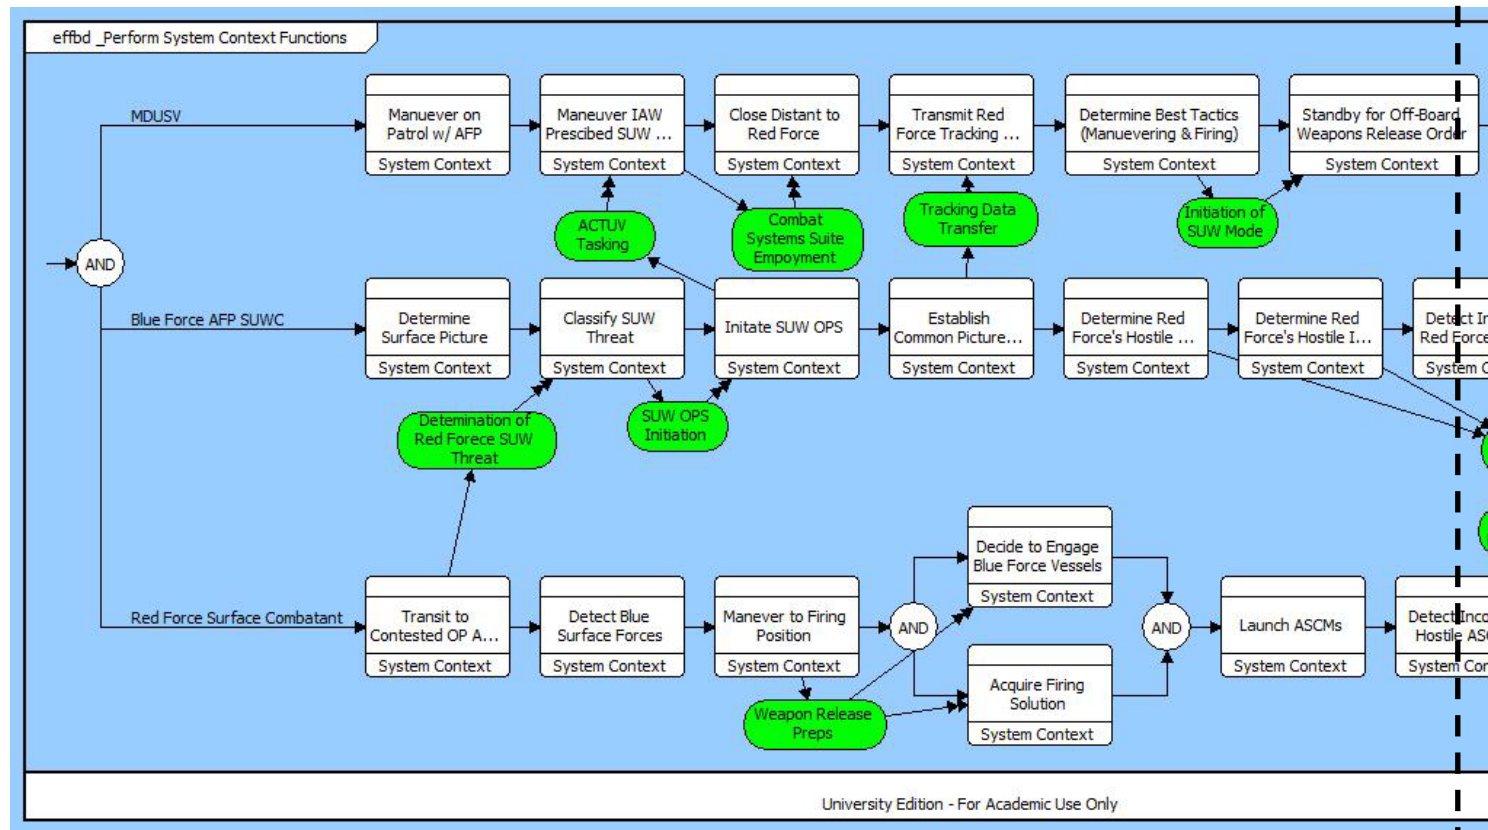 effbd _Perform System Context Functions
MDUSV
Manuever on
Patrol w/ AFP
System Context
Maneuver IAW
Prescibed SUW ...
System Context
Close Distant to
Red Force
System Context
Transmit Red
Force Tracking ...
System Context
Determine Best Tactics
(Manuevering & Firing)
System Context
Standby for Off-Board
Weapons Release Order
System Context
ACTUV
Tasking
Combat
Systems Suite
Empoyment
Tracking Data
Transfer
Initiation of
SUW Mode
AND
Blue Force AFP SUWC
Determine
Surface Picture
System Context
Classify SUW
Threat
System Context
Initate SUW OPS
System Context
Establish
Common Picture...
System Context
Determine Red
Force's Hostile ...
System Context
Determine Red
Force's Hostile I...
System Context
Detect
Red Force
System
Detemination of
Red Forece SUW
Threat
SUW OPS
Initiation
Red Force Surface Combatant
Transit to
Contested OP A...
System Context
Detect Blue
Surface Forces
System Context
Manever to Firing
Position
System Context
AND
Decide to Engage
Blue Force Vessels
System Context
Acquire Firing
Solution
System Context
AND
Launch ASCMs
System Context
Detect
Hostile
System
Weapon Release
Preps
University Edition - For Academic Use Only